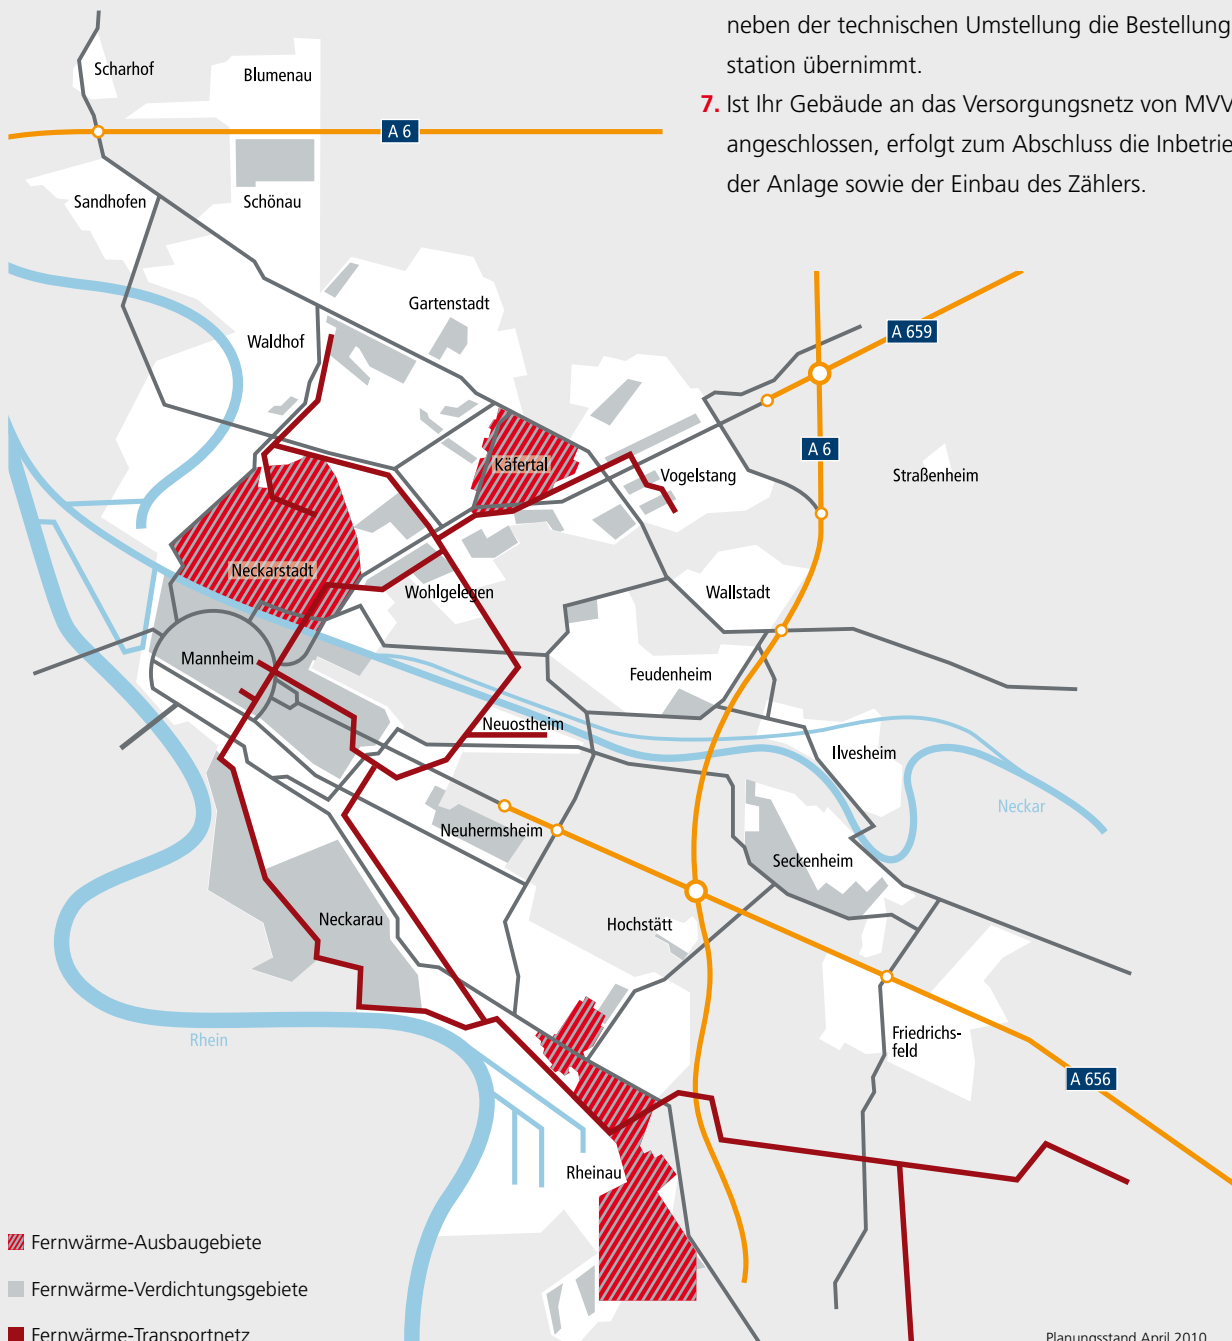 neben der technischen Umstellung die Bestellung
station übernimmt.
7. Ist Ihr Gebäude an das Versorgungsnetz von MVV
angeschlossen, erfolgt zum Abschluss die Inbetrie
der Anlage sowie der Einbau des Zählers.
Scharhof
Blumenau
A 6
Sandhofen
Schönau
Gartenstadt
Waldhof
A 659
A 6
Käfertal
Vogelstang
Straßenheim
Neckarstadt
Wohlgelegen
Wallstadt
Mannheim
Feudenheim
Neuostheim
Ilvesheim
Neckar
Neuhermsheim
Seckenheim
Neckarau
Hochstätt
Rhein
Friedrichs-
feld
A 656
Rheinau
Fernwärme-Ausbaugebiete
Fernwärme-Verdichtungsgebiete
Fernwärme-Transportnetz
Planungsstand April 2010